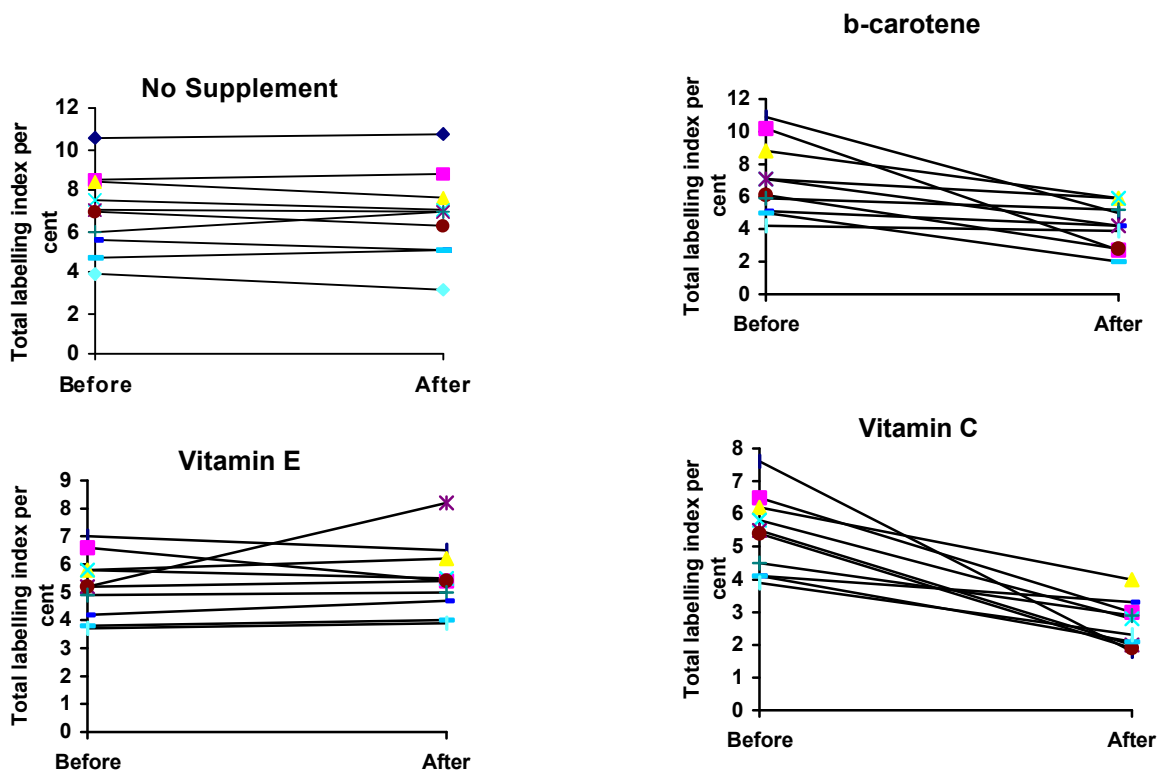 No Supplement
Total labelling index per
cent
12
10
8
6
4
2
0
Before
After
b-carotene
Total labelling index per
cent
12
10
8
6
4
2
0
Before
After
Vitamin E
Total labelling index per
cent
9
8
7
6
5
4
3
2
1
0
Before
After
Vitamin C
Total labelling index per
cent
8
7
6
5
4
3
2
1
0
Before
After